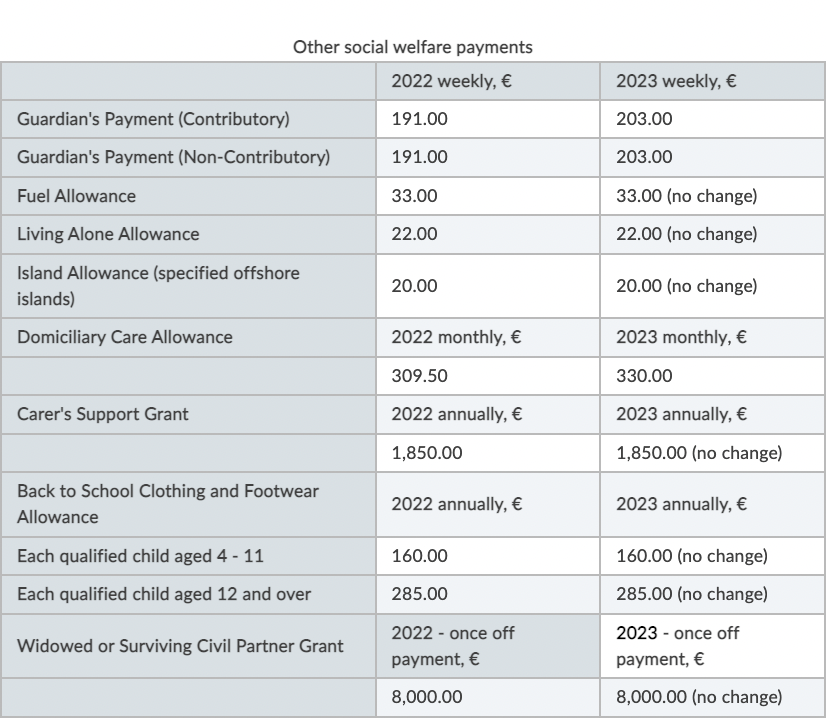 Other social welfare payments
2022 weekly, € 2023 weekly, €
Guardian's Payment (Contributory) 191.00 203.00
Guardian's Payment (Non-Contributory) 191.00 203.00
Fuel Allowance 33.00 33.00 (no change)
Living Alone Allowance 22.00 22.00 (no change)
Island Allowance (specified offshore
islands) 20.00 20.00 (no change)
Domiciliary Care Allowance 2022 monthly, € 2023 monthly, €
309.50 330.00
Carer's Support Grant 2022 annually, € 2023 annually, €
1,850.00 1,850.00 (no change)
Back to School Clothing and Footwear
Allowance 2022 annually, € 2023 annually, €
Each qualified child aged 4 - 11 160.00 160.00 (no change)
Each qualified child aged 12 and over 285.00 285.00 (no change)
Widowed or Surviving Civil Partner Grant 2022 - once off
payment, € 2023 - once off
payment, €
8,000.00 8,000.00 (no change)